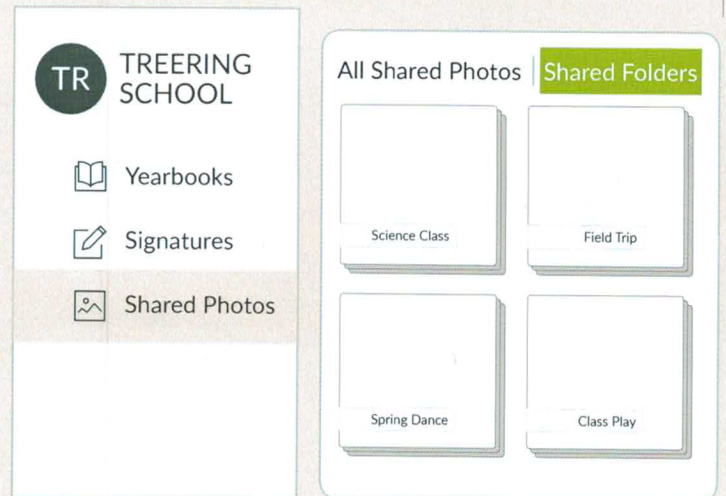 TR
TREERING
SCHOOL
Yearbooks
Signatures
Shared Photos
All Shared Photos | Shared Folders
Science Class
Field Trip
Spring Dance
Class Play